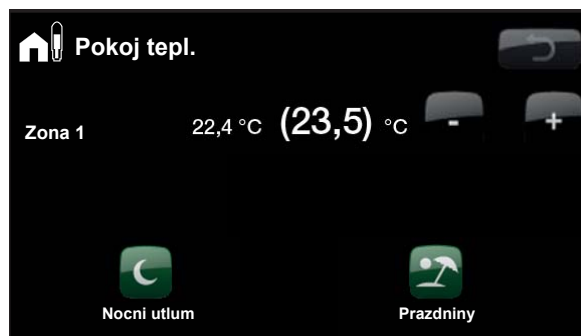 Pokoj tepl.
Zona 1 22,4 °C (23,5) °C - +
Nocni utlum Prazdniny